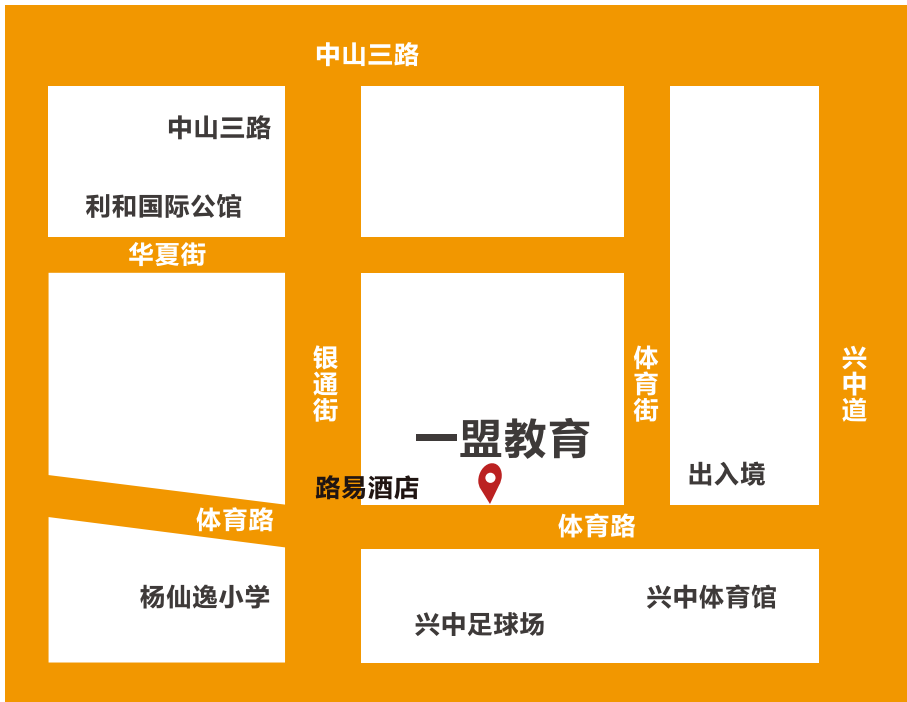 中山三路
中山三路
利和国际公馆
华夏街
银通街
体育街
兴中道
一盟教育
路易酒店
出入境
体育路
体育路
杨仙逸小学
兴中体育馆
兴中足球场